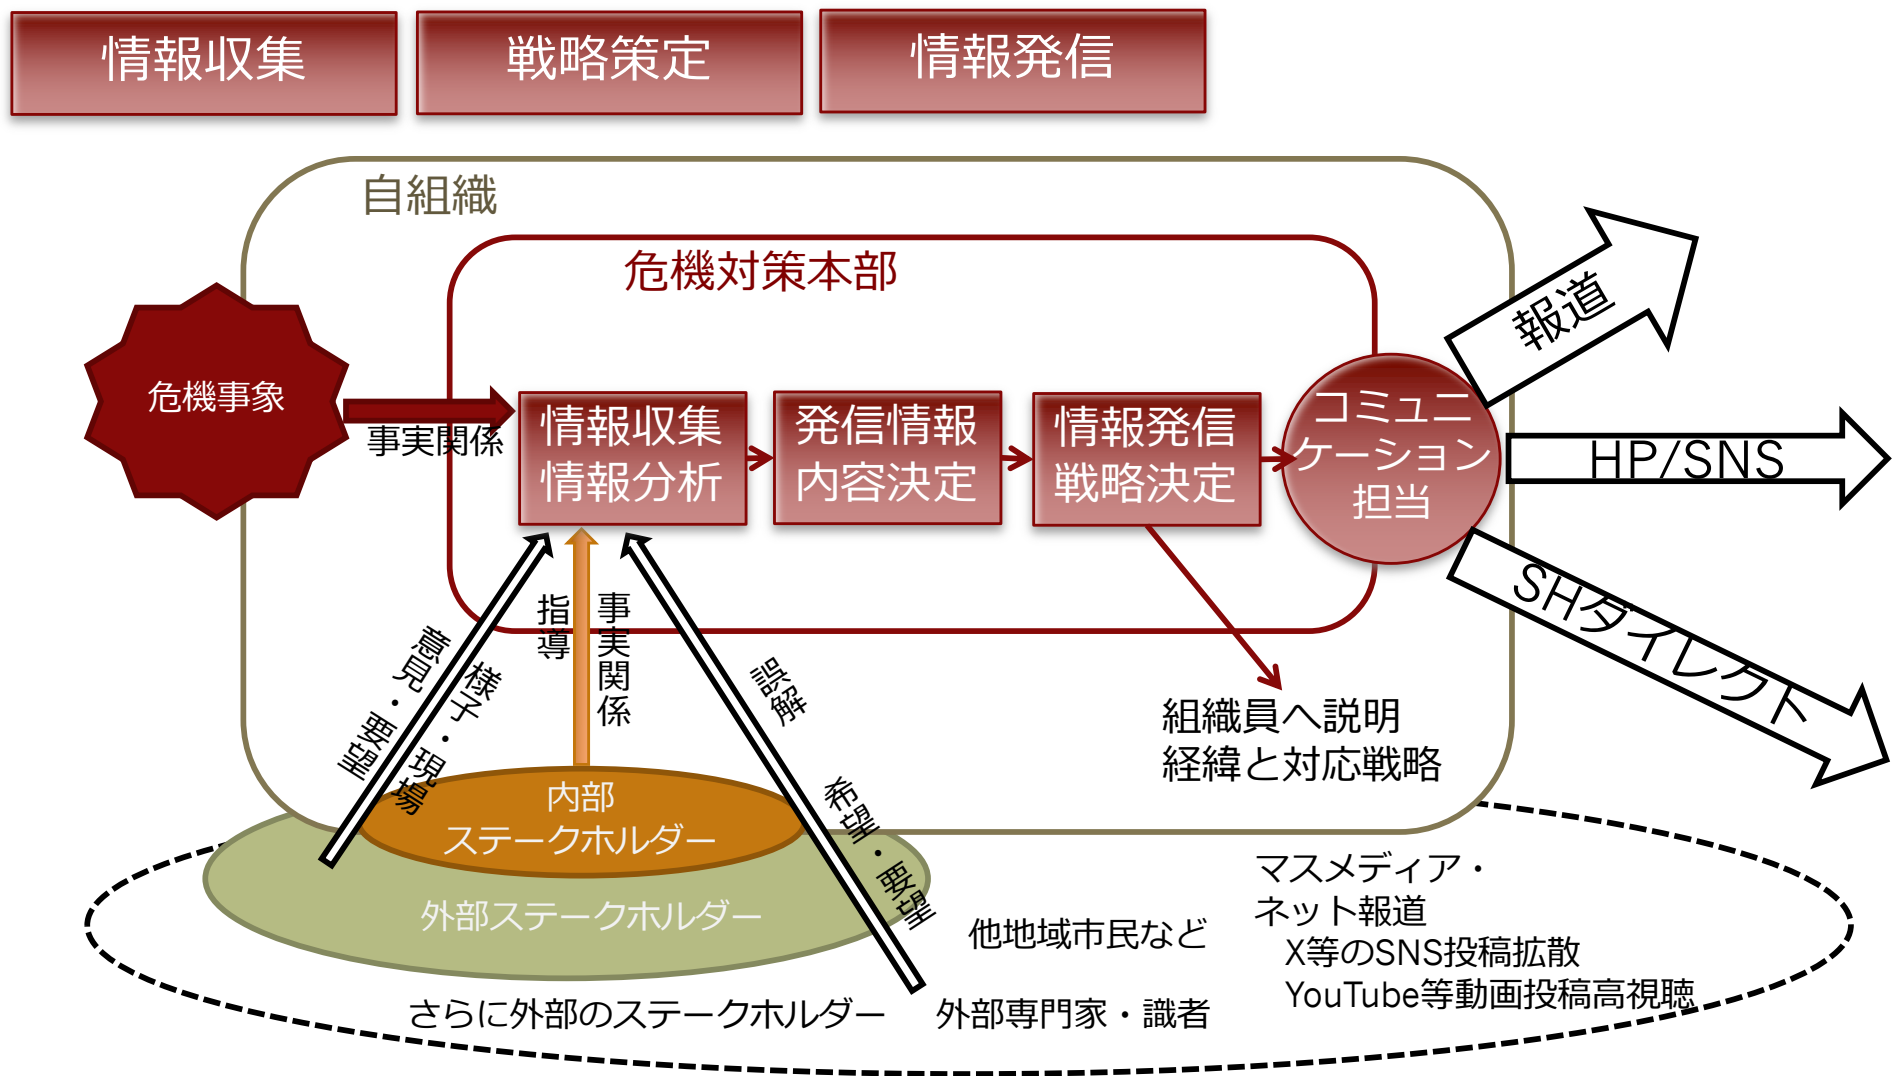 情報収集
戦略策定
情報発信
自組織
危機対策本部
危機事象
事実関係
情報収集
情報分析
発信情報
内容決定
情報発信
戦略決定
コミュニ
ケーション
担当
報道
HP/SNS
SHダイレクト
意見・要望
様子・現場
指導
事実関係
誤解
希望・要望
組織員へ説明
経緯と対応戦略
内部
ステークホルダー
外部ステークホルダー
他地域市民など
マスメディア・
ネット報道
X等のSNS投稿拡散
YouTube等動画投稿高視聴
さらに外部のステークホルダー
外部専門家・識者